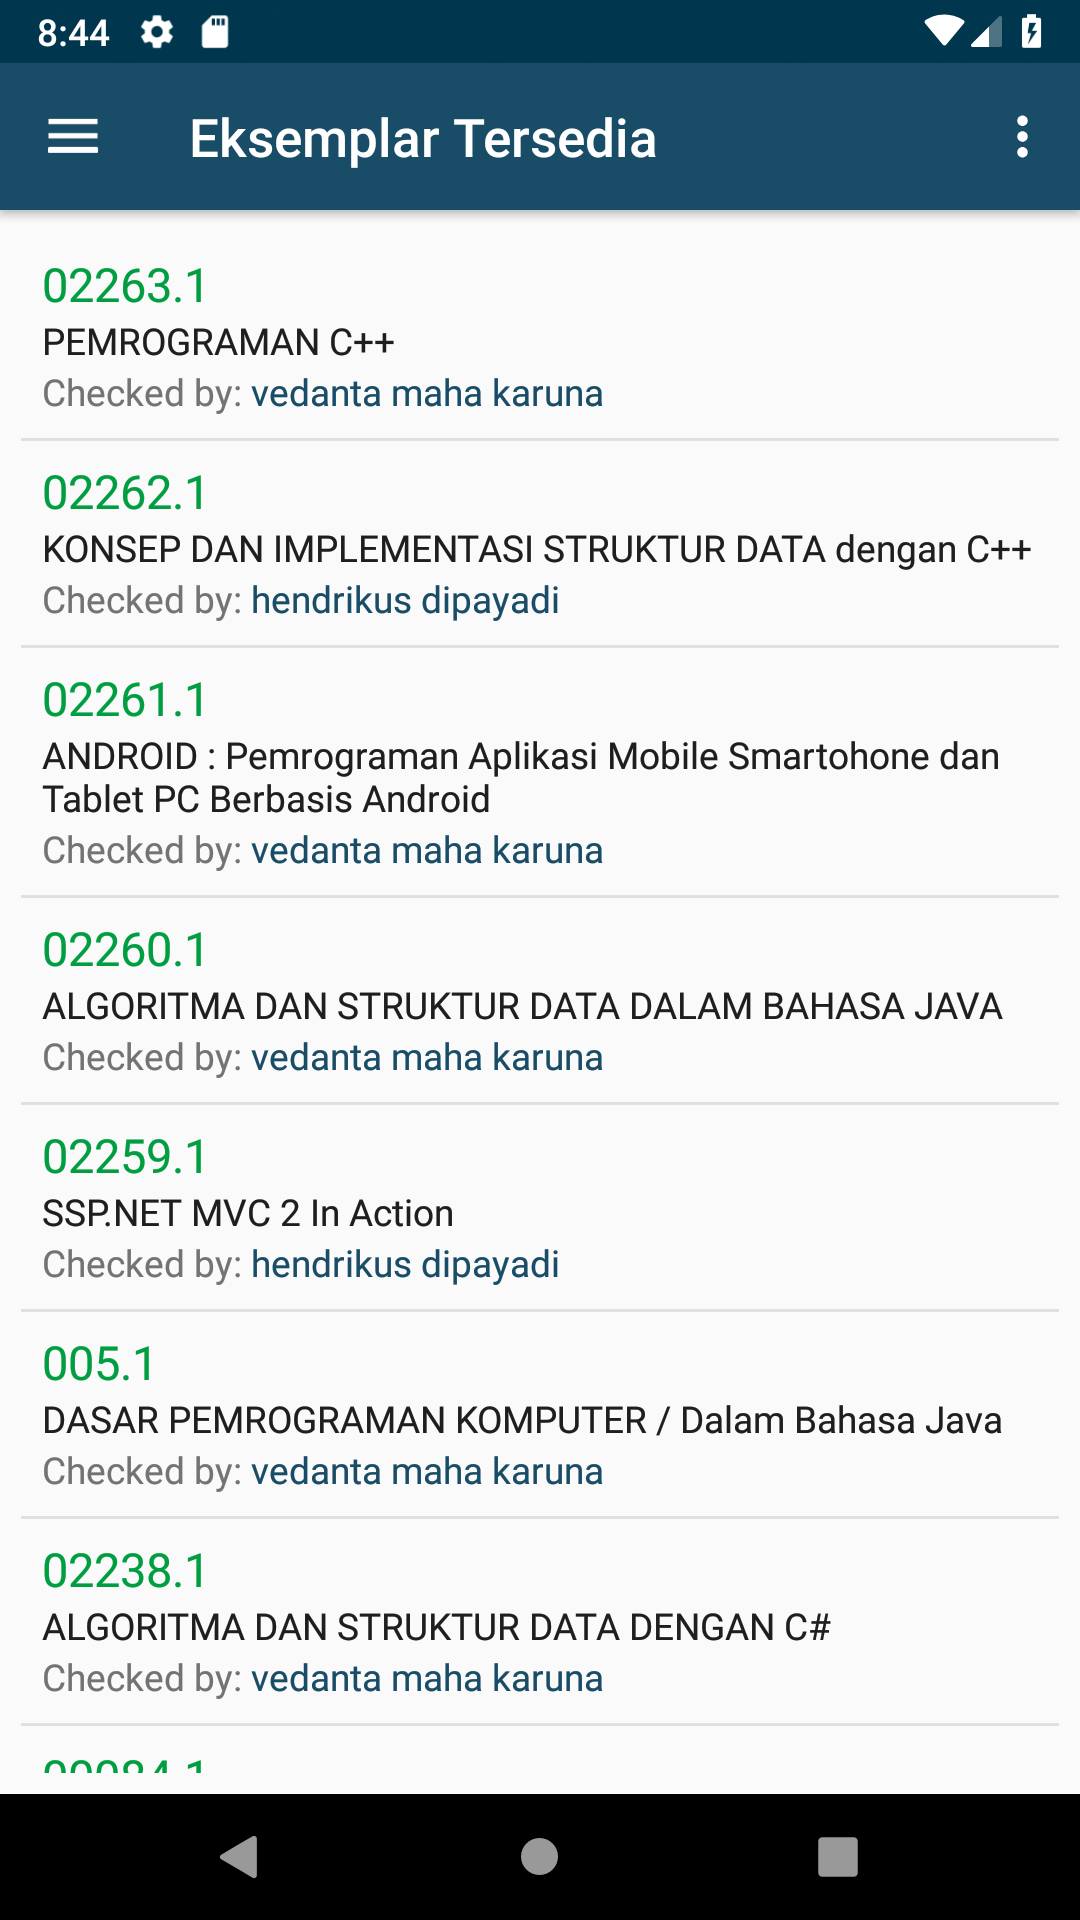 8:44
Eksemplar Tersedia
02263.1
PEMROGRAMAN C++
Checked by: vedanta maha karuna
02262.1
KONSEP DAN IMPLEMENTASI STRUKTUR DATA dengan C++
Checked by: hendrikus dipayadi
02261.1
ANDROID : Pemrograman Aplikasi Mobile Smartohone dan
Tablet PC Berbasis Android
Checked by: vedanta maha karuna
02260.1
ALGORITMA DAN STRUKTUR DATA DALAM BAHASA JAVA
Checked by: vedanta maha karuna
02259.1
SSP.NET MVC 2 In Action
Checked by: hendrikus dipayadi
005.1
DASAR PEMROGRAMAN KOMPUTER / Dalam Bahasa Java
Checked by: vedanta maha karuna
02238.1
ALGORITMA DAN STRUKTUR DATA DENGAN C#
Checked by: vedanta maha karuna